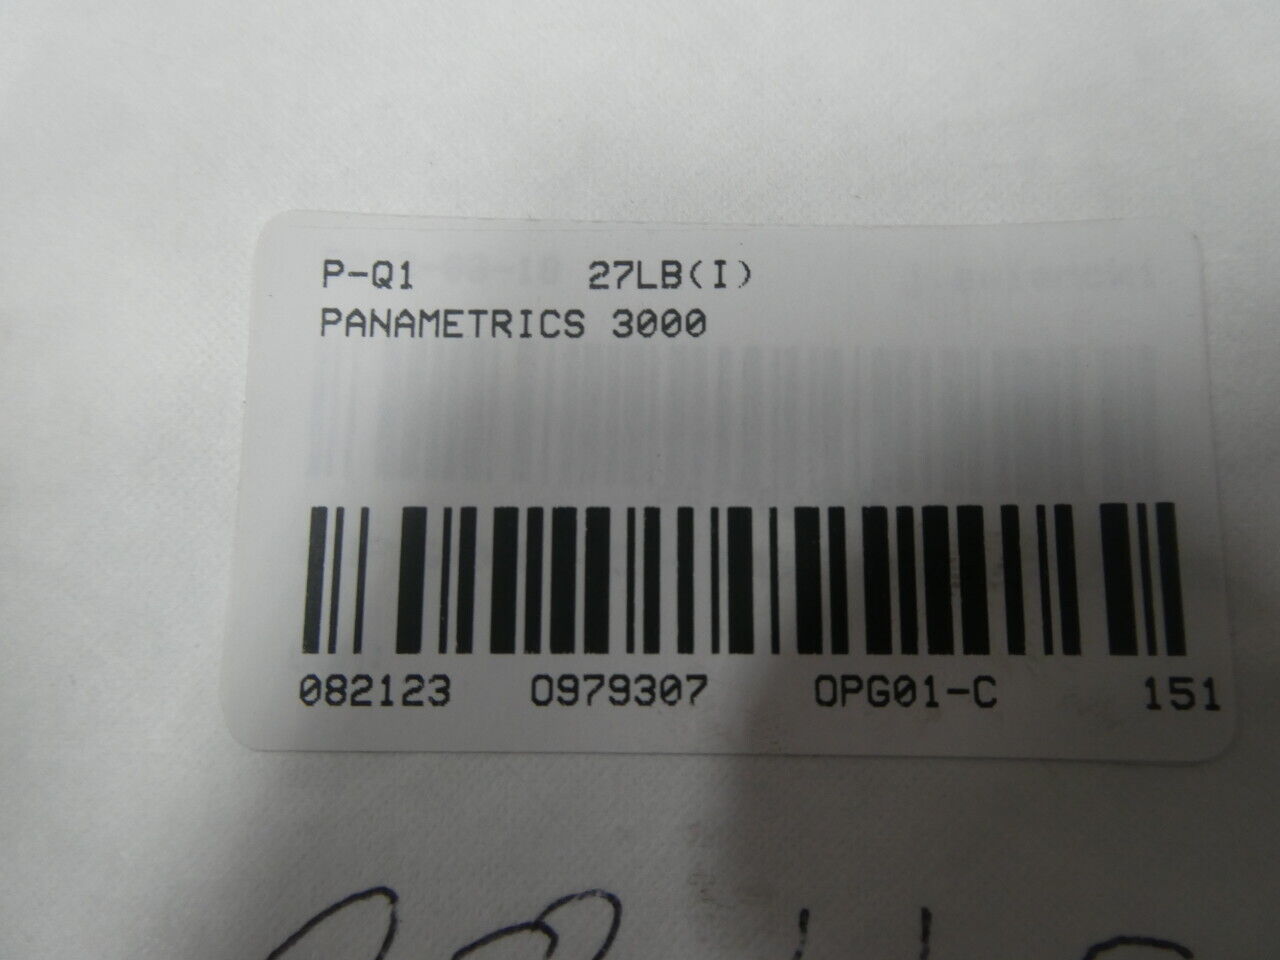 P-Q1 27LB(I)
PANAMETRICS 3000
082123 0979307 OPG01-C 151